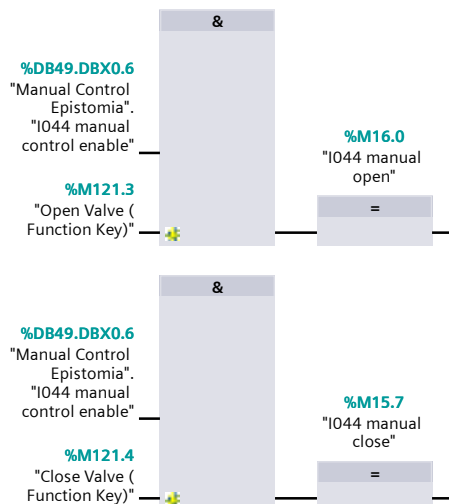 &
%DB49.DBX0.6
"Manual Control
Epistomia".
"I044 manual
control enable"
%M121.3
"Open Valve (
Function Key)"
%M16.0
"I044 manual
open"
=
&
%DB49.DBX0.6
"Manual Control
Epistomia".
"I044 manual
control enable"
%M121.4
"Close Valve (
Function Key)"
%M15.7
"I044 manual
close"
=